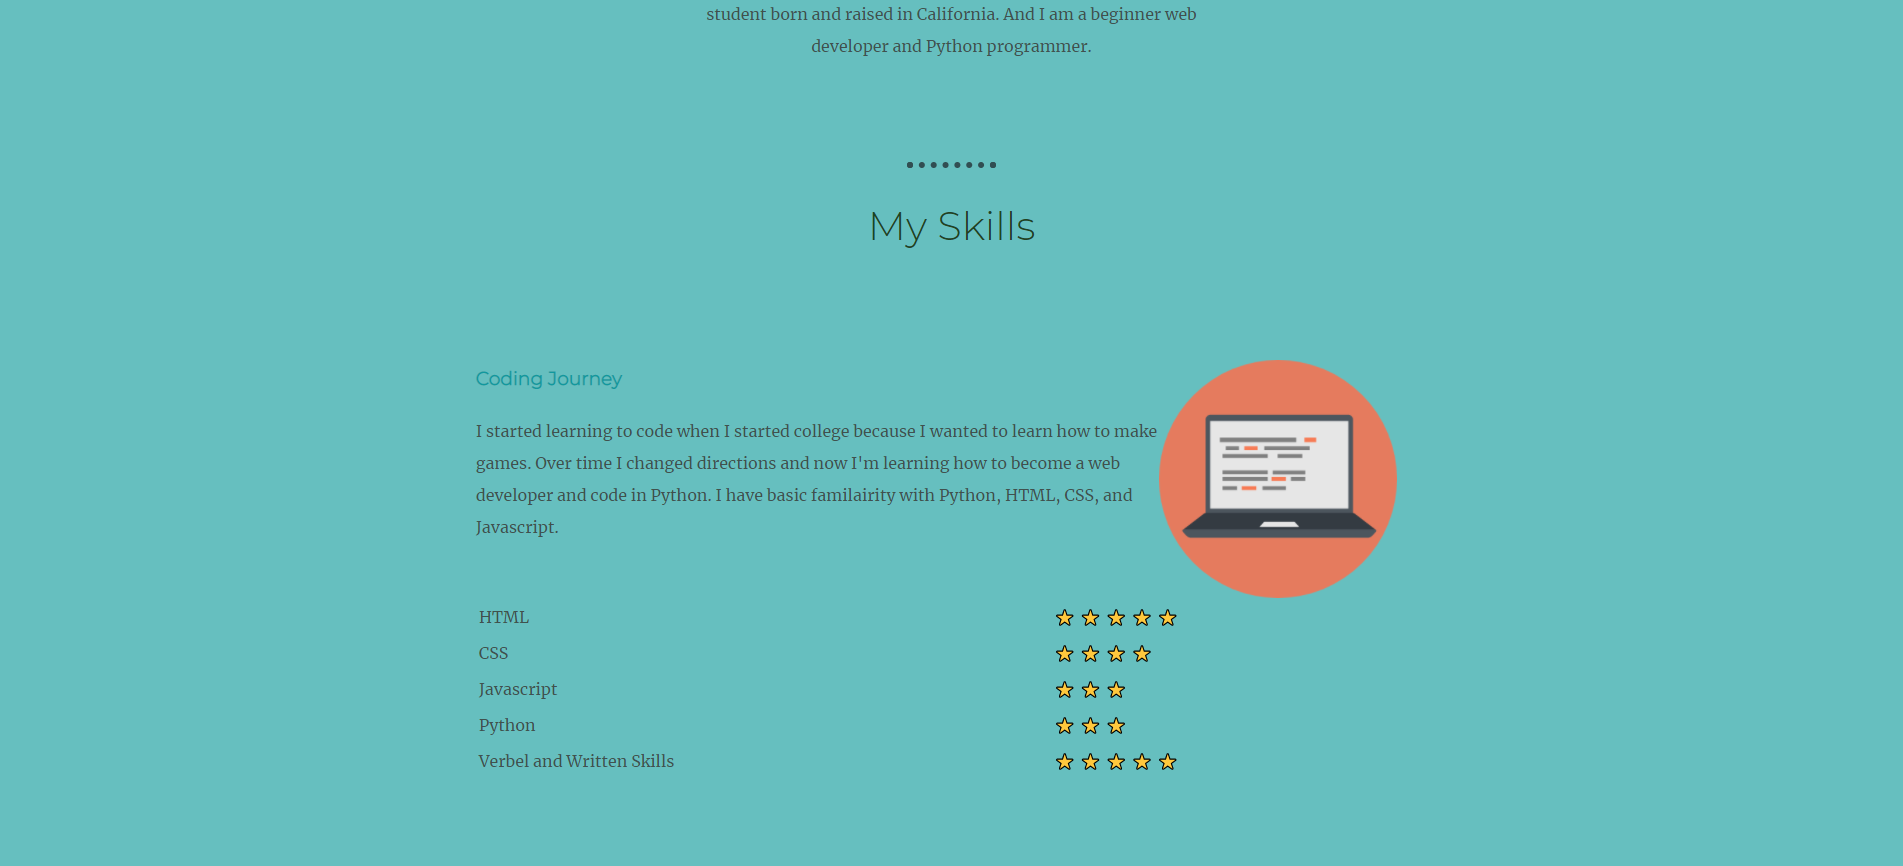 student born and raised in California. And I am a beginner web
developer and Python programmer.
My Skills
Coding Journey
I started learning to code when I started college because I wanted to learn how to make
games. Over time I changed directions and now I'm learning how to become a web
developer and code in Python. I have basic familairity with Python, HTML, CSS, and
Javascript.
HTML
CSS
Javascript
Python
Verbel and Written Skills